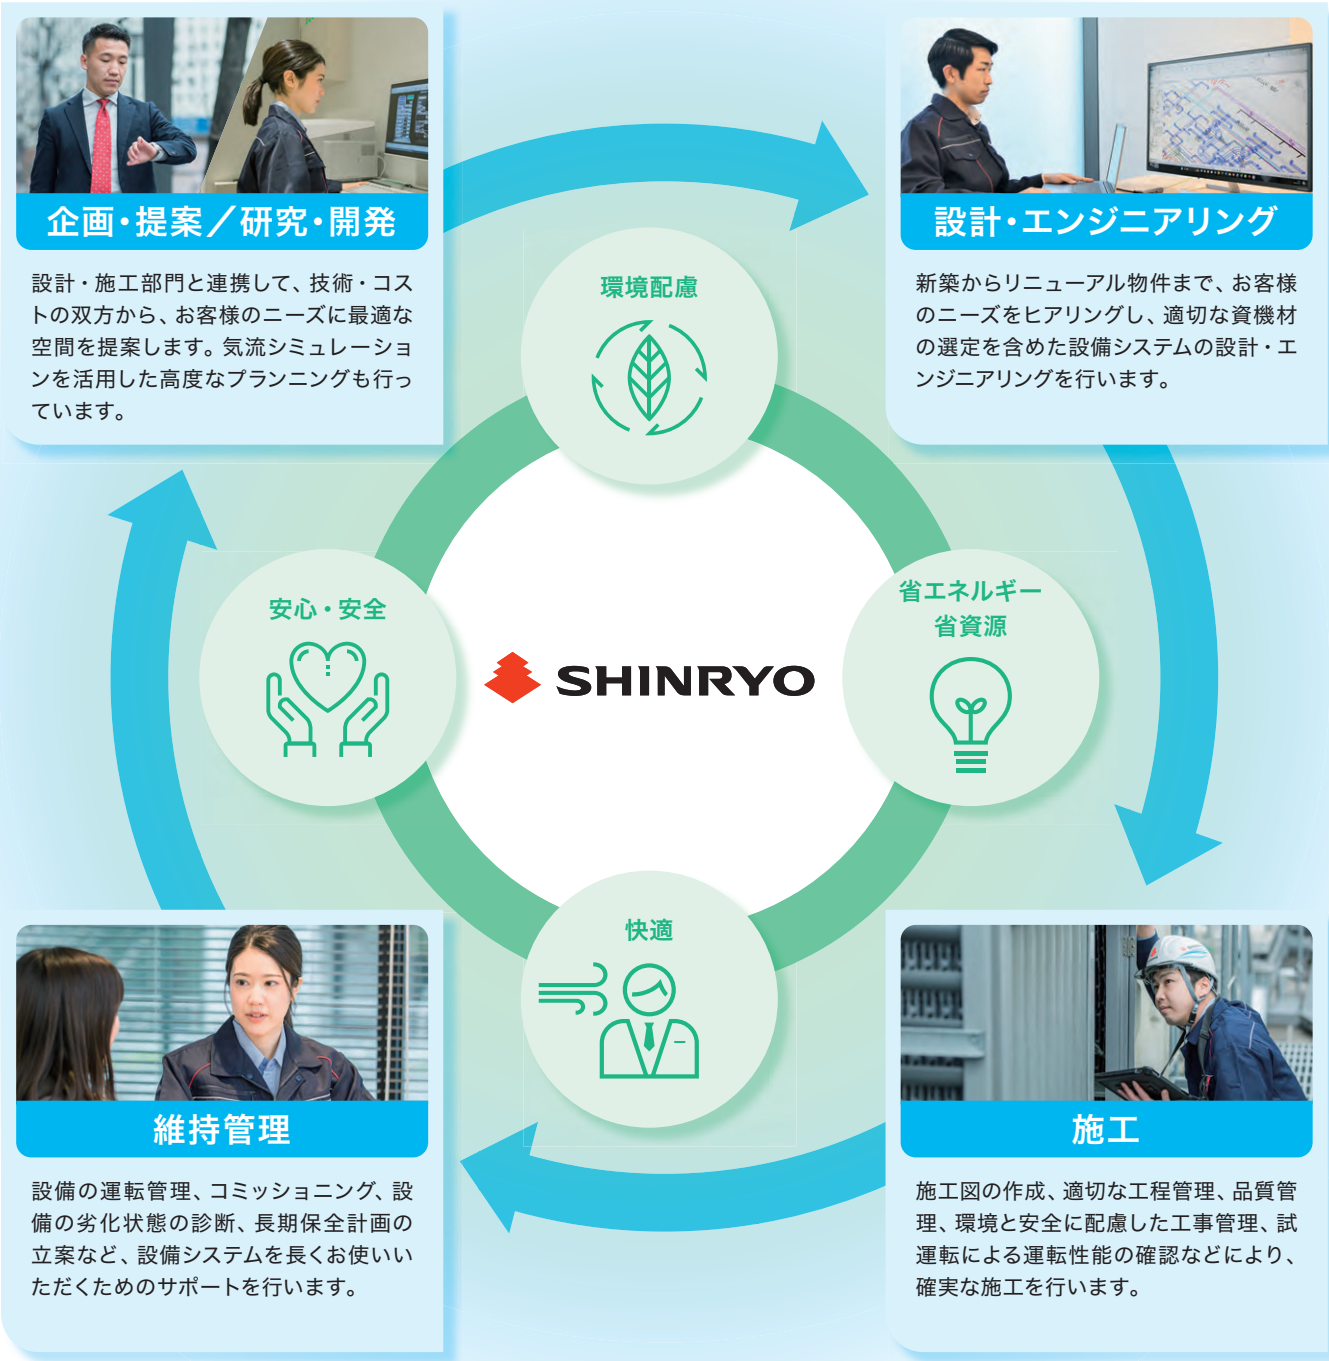 企画・提案／研究・開発
設計・施工部門と連携して、技術・コス
トの双方から、お客様のニーズに最適な
空間を提案します。気流シミュレーショ
ンを活用した高度なプランニングも行っ
ています。
設計・エンジニアリング
新築からリニューアル物件まで、お客様
のニーズをヒアリングし、適切な資機材
の選定を含めた設備システムの設計・エ
ンジニアリングを行います。
環境配慮
安心・安全
省エネルギー
省資源
SHINRYO
快適
維持管理
設備の運転管理、コミッショニング、設
備の劣化状態の診断、長期保全計画の
立案など、設備システムを長くお使いい
ただくためのサポートを行います。
施工
施工図の作成、適切な工程管理、品質管
理、環境と安全に配慮した工事管理、試
運転による運転性能の確認などにより、
確実な施工を行います。